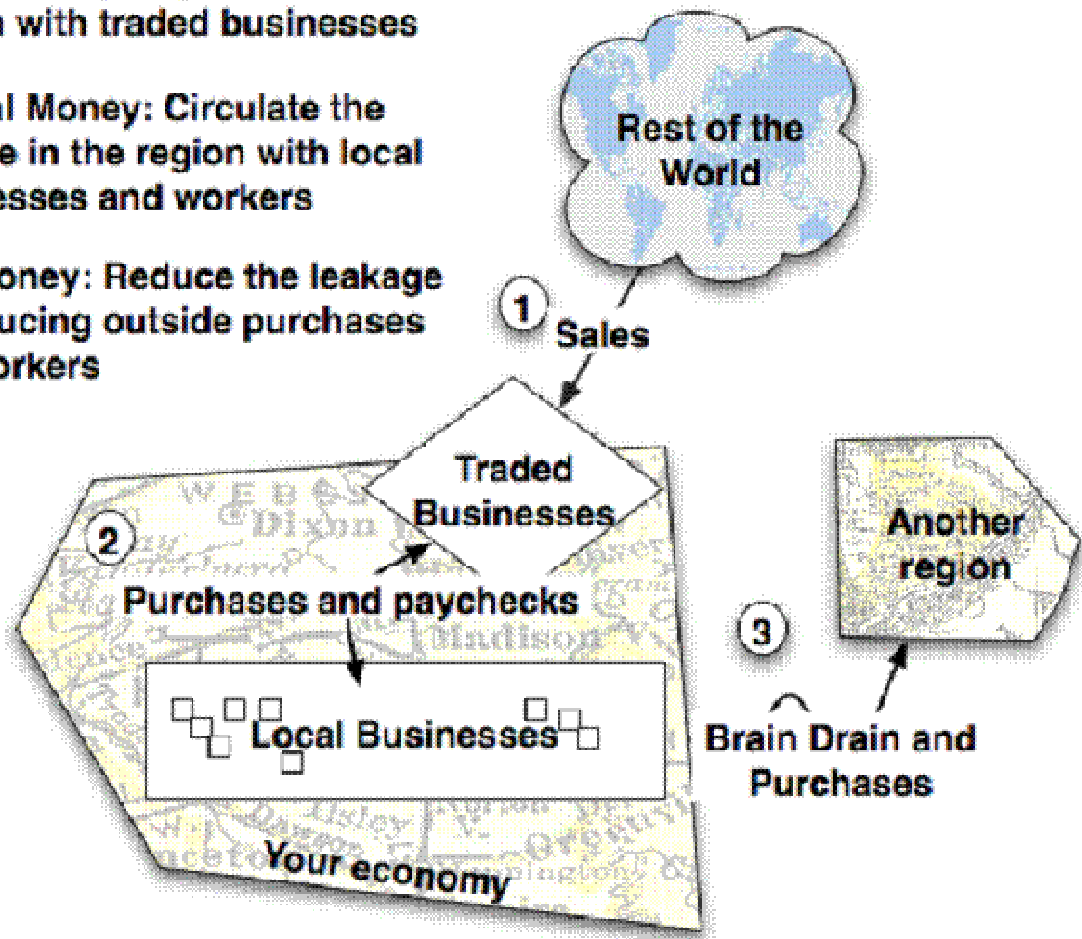 with traded businesses
al Money: Circulate the
e in the region with local
esses and workers
oney: Reduce the leakage
ucing outside purchases
orkers
Rest of the
World
1
Sales
Traded
Businesses
2
Purchases and paychecks
Local Businesses
Your economy
Another
region
3
Brain Drain and
Purchases
Dixon
Madison